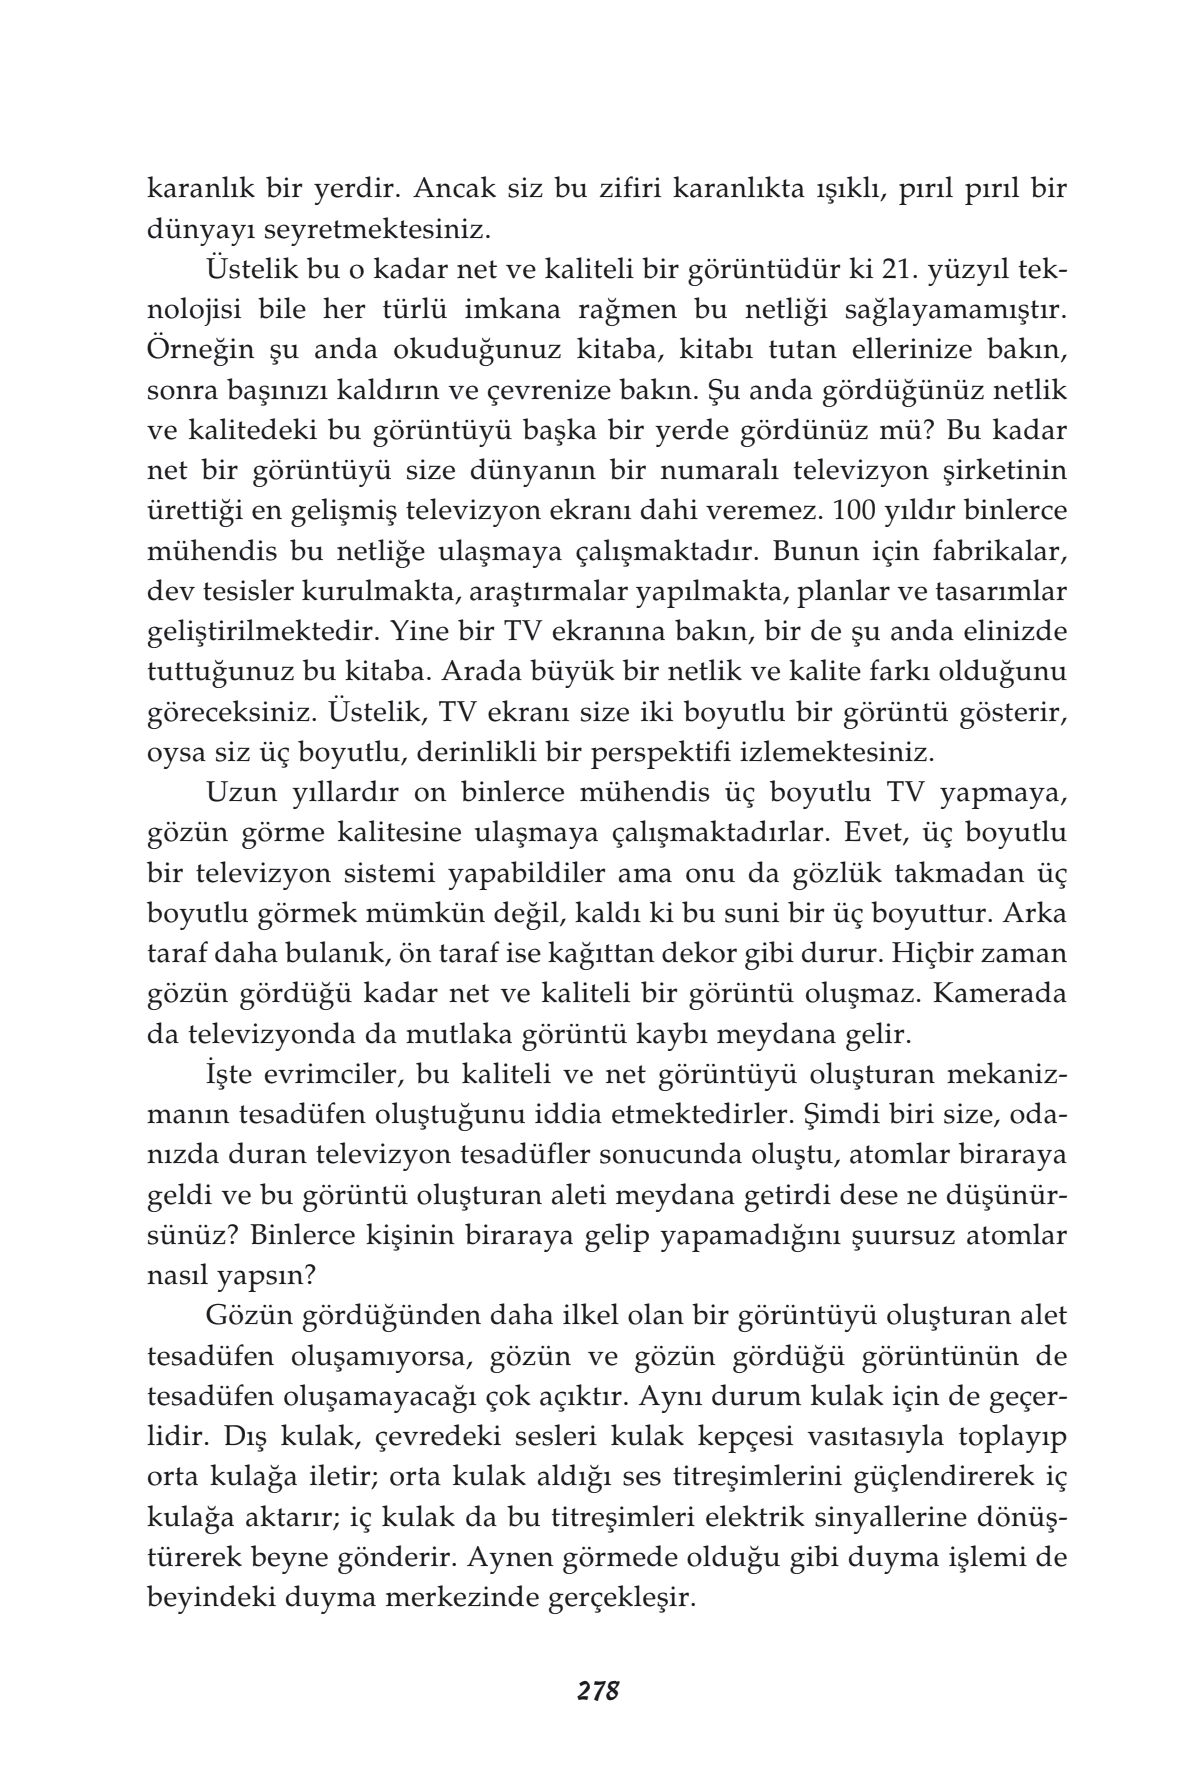 karanlık bir yerdir. Ancak siz bu zifiri karanlıkta ışıklı, pırıl pırıl bir
dünyayı seyretmektesiniz.
Üstelik bu o kadar net ve kaliteli bir görüntüdür ki 21. yüzyıl tek-
nolojisi bile her türlü imkana rağmen bu netliği sağlayamamıştır.
Örneğin şu anda okuduğunuz kitaba, kitabı tutan ellerinize bakın,
sonra başınızı kaldırın ve çevrenize bakın. Şu anda gördüğünüz netlik
ve kalitedeki bu görüntüyü başka bir yerde gördünüz mü? Bu kadar
net bir görüntüyü size dünyanın bir numaralı televizyon şirketinin
ürettiği en gelişmiş televizyon ekranı dahi veremez. 100 yıldır binlerce
mühendis bu netliğe ulaşmaya çalışmaktadır. Bunun için fabrikalar,
dev tesisler kurulmakta, araştırmalar yapılmakta, planlar ve tasarımlar
geliştirilmektedir. Yine bir TV ekranına bakın, bir de şu anda elinizde
tuttuğunuz bu kitaba. Arada büyük bir netlik ve kalite farkı olduğunu
göreceksiniz. Üstelik, TV ekranı size iki boyutlu bir görüntü gösterir,
oysa siz üç boyutlu, derinlikli bir perspektifi izlemektesiniz.
Uzun yıllardır on binlerce mühendis üç boyutlu TV yapmaya,
gözün görme kalitesine ulaşmaya çalışmaktadırlar. Evet, üç boyutlu
bir televizyon sistemi yapabildiler ama onu da gözlük takmadan üç
boyutlu görmek mümkün değil, kaldı ki bu suni bir üç boyuttur. Arka
taraf daha bulanık, ön taraf ise kağıttan dekor gibi durur. Hiçbir zaman
gözün gördüğü kadar net ve kaliteli bir görüntü oluşmaz. Kamerada
da televizyonda da mutlaka görüntü kaybı meydana gelir.
İşte evrimciler, bu kaliteli ve net görüntüyü oluşturan mekaniz-
manın tesadüfen oluştuğunu iddia etmektedirler. Şimdi biri size, oda-
nızda duran televizyon tesadüfler sonucunda oluştu, atomlar biraraya
geldi ve bu görüntü oluşturan aleti meydana getirdi dese ne düşünür-
sünüz? Binlerce kişinin biraraya gelip yapamadığını şuursuz atomlar
nasıl yapsın?
Gözün gördüğünden daha ilkel olan bir görüntüyü oluşturan alet
tesadüfen oluşamıyorsa, gözün ve gözün gördüğü görüntünün de
tesadüfen oluşamayacağı çok açıktır. Aynı durum kulak için de geçer-
lidir. Dış kulak, çevredeki sesleri kulak kepçesi vasıtasıyla toplayıp
orta kulağa iletir; orta kulak aldığı ses titreşimlerini güçlendirerek iç
kulağa aktarır; iç kulak da bu titreşimleri elektrik sinyallerine dönüş-
türerek beyne gönderir. Aynen görmede olduğu gibi duyma işlemi de
beyindeki duyma merkezinde gerçekleşir.
278